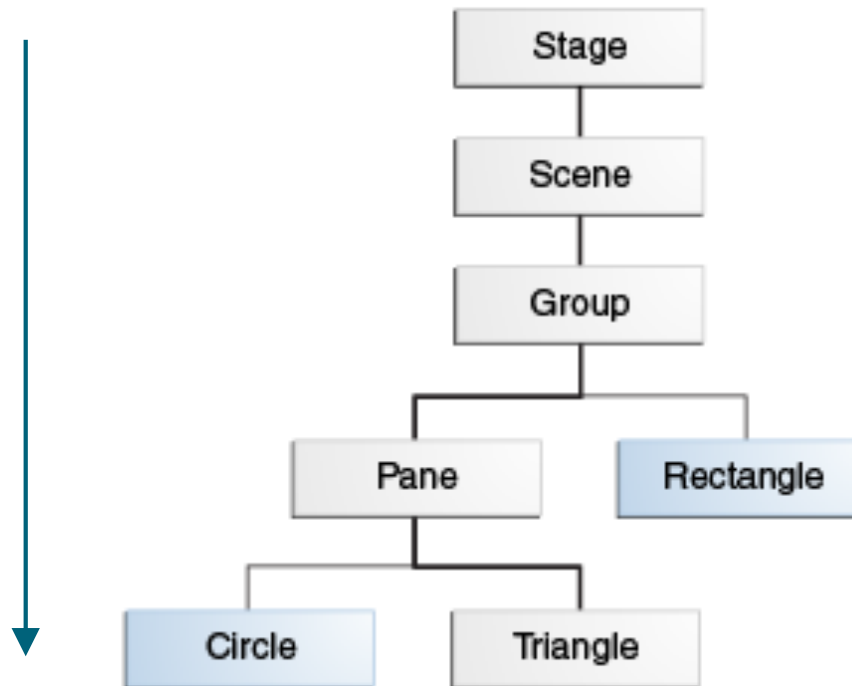 Stage
Scene
Group
Pane
Rectangle
Circle
Triangle